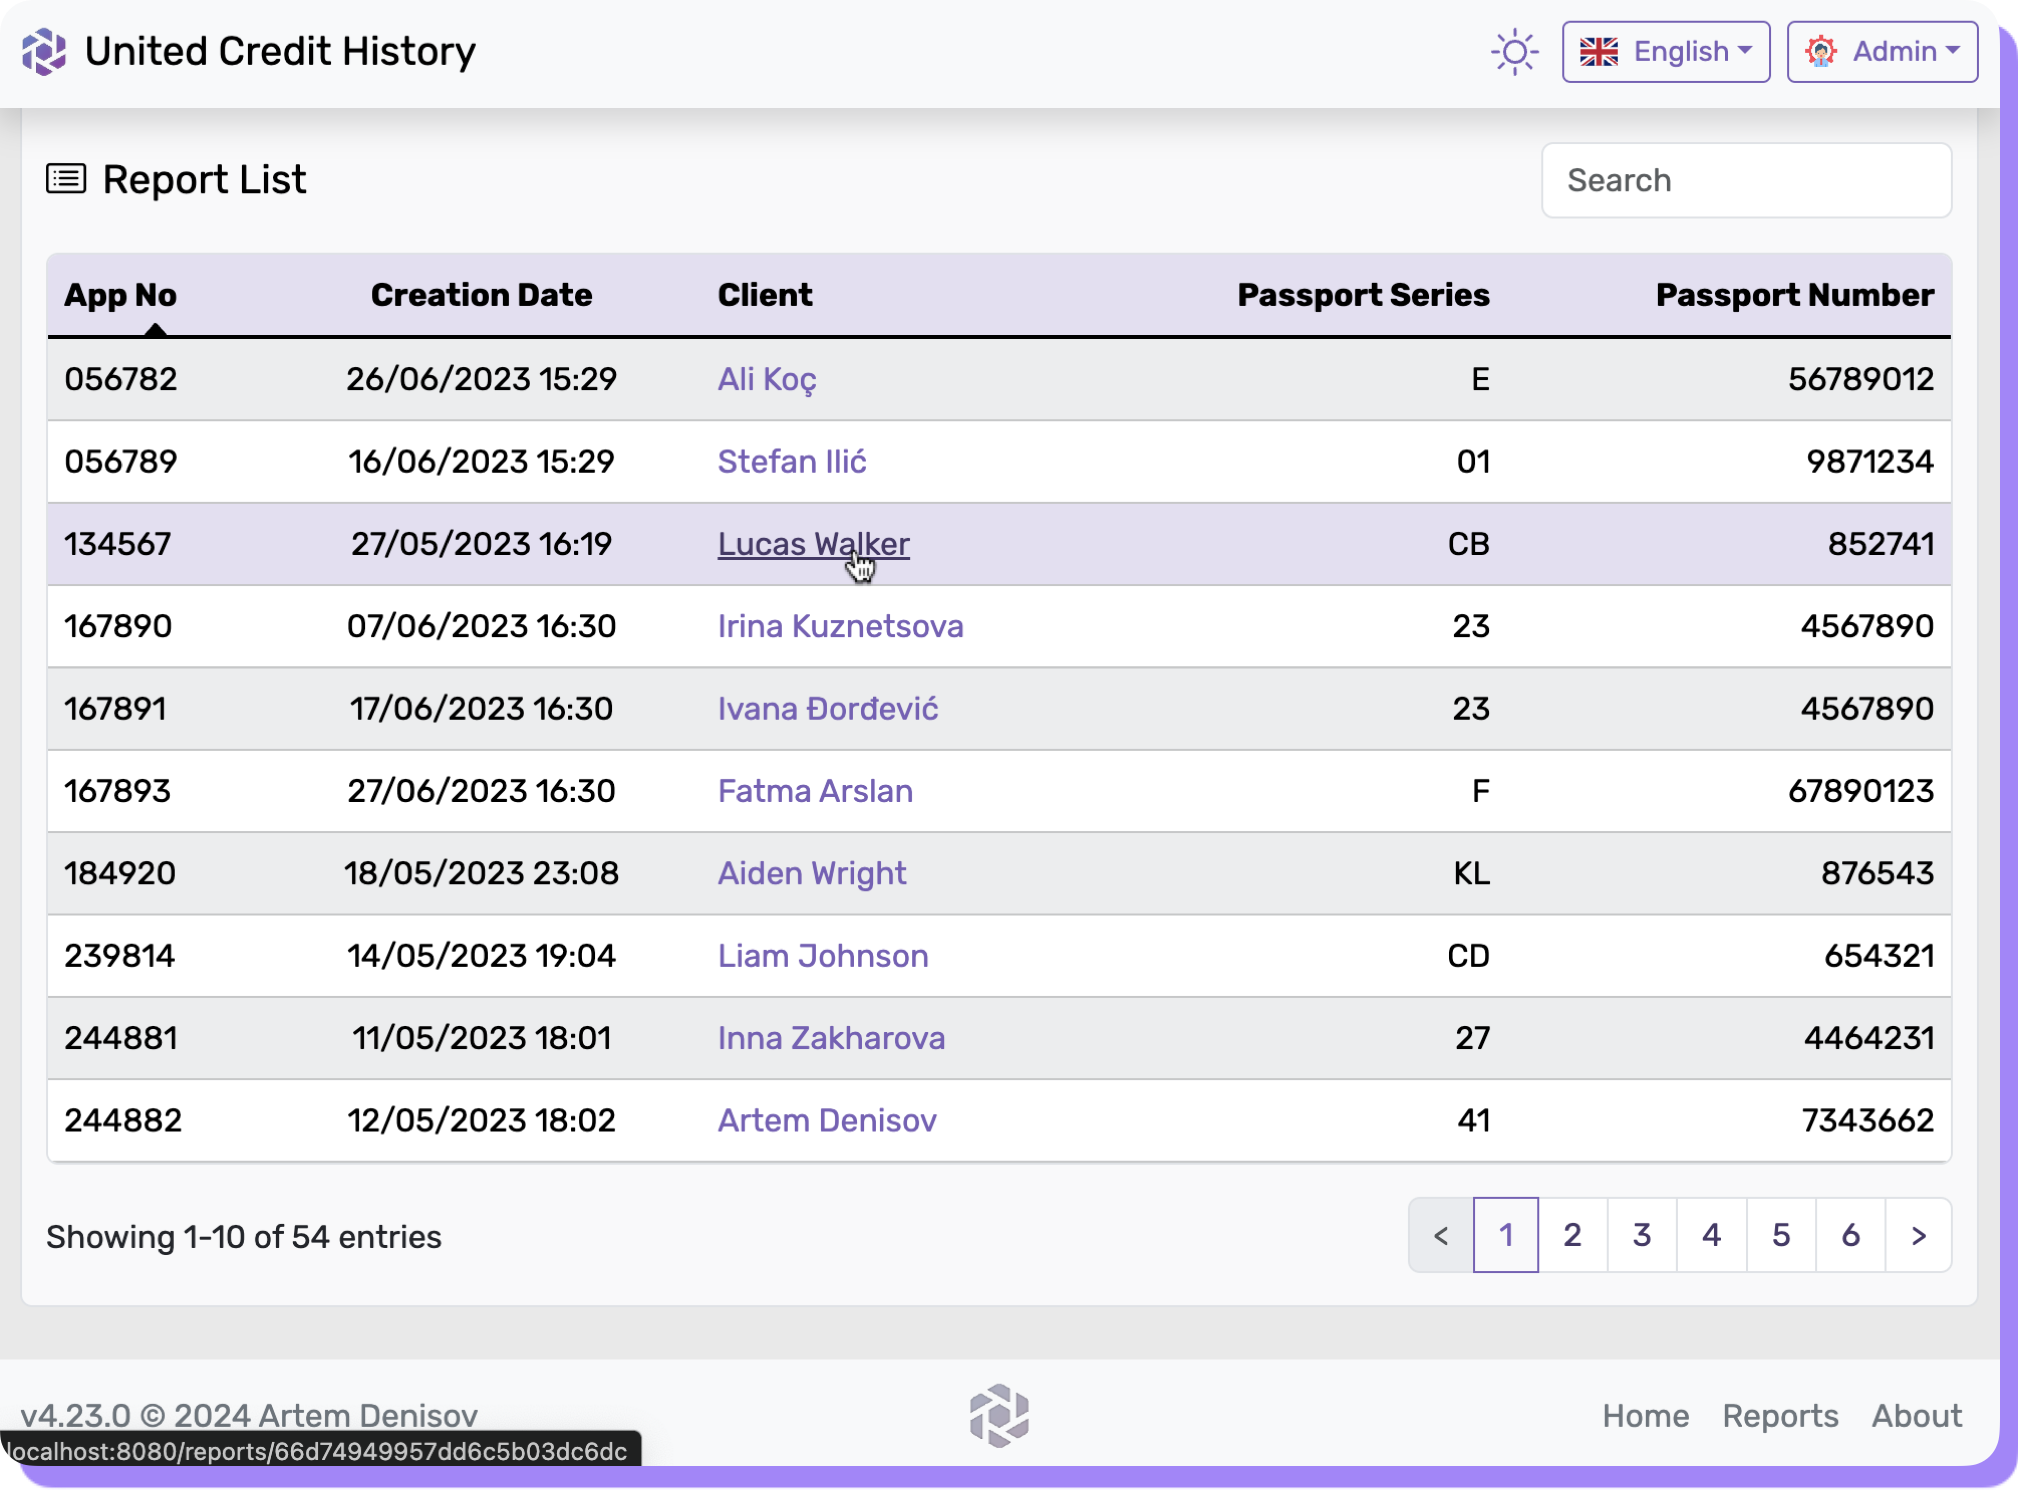 United Credit History
English
Admin
Report List
Search
App No Creation Date Client Passport Series Passport Number
056782 26/06/2023 15:29 Ali Koç E 56789012
056789 16/06/2023 15:29 Stefan Ilić 01 9871234
134567 27/05/2023 16:19 Lucas Walker CB 852741
167890 07/06/2023 16:30 Irina Kuznetsova 23 4567890
167891 17/06/2023 16:30 Ivana Đorđević 23 4567890
167893 27/06/2023 16:30 Fatma Arslan F 67890123
184920 18/05/2023 23:08 Aiden Wright KL 876543
239814 14/05/2023 19:04 Liam Johnson CD 654321
244881 11/05/2023 18:01 Inna Zakharova 27 4464231
244882 12/05/2023 18:02 Artem Denisov 41 7343662
Showing 1-10 of 54 entries
< 1 2 3 4 5 6 >
v4.23.0 © 2024 Artem Denisov
Home Reports About
localhost:8080/reports/66d74949957dd6c5b03dc6dc